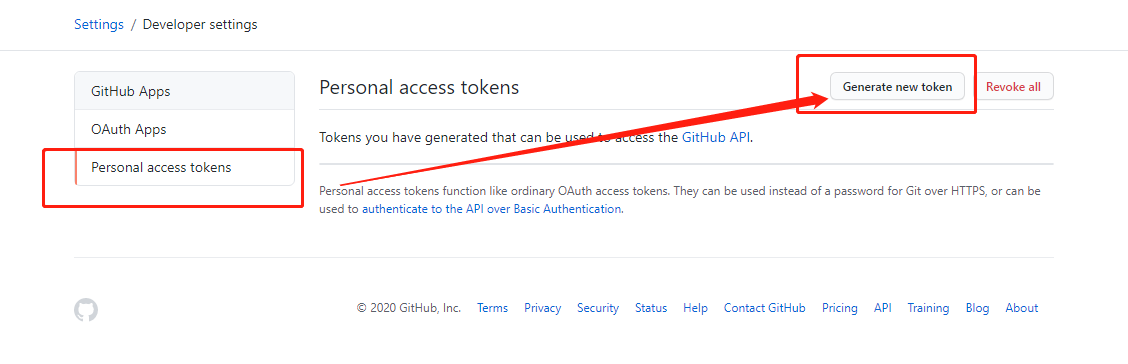 Settings / Developer settings
GitHub Apps
OAuth Apps
Personal access tokens
Personal access tokens
Generate new token
Revoke all
Tokens you have generated that can be used to access the GitHub API.
Personal access tokens function like ordinary OAuth access tokens. They can be used instead of a password for Git over HTTPS, or can be
used to authenticate to the API over Basic Authentication.
© 2020 GitHub, Inc. Terms Privacy Security Status Help Contact GitHub Pricing API Training Blog About